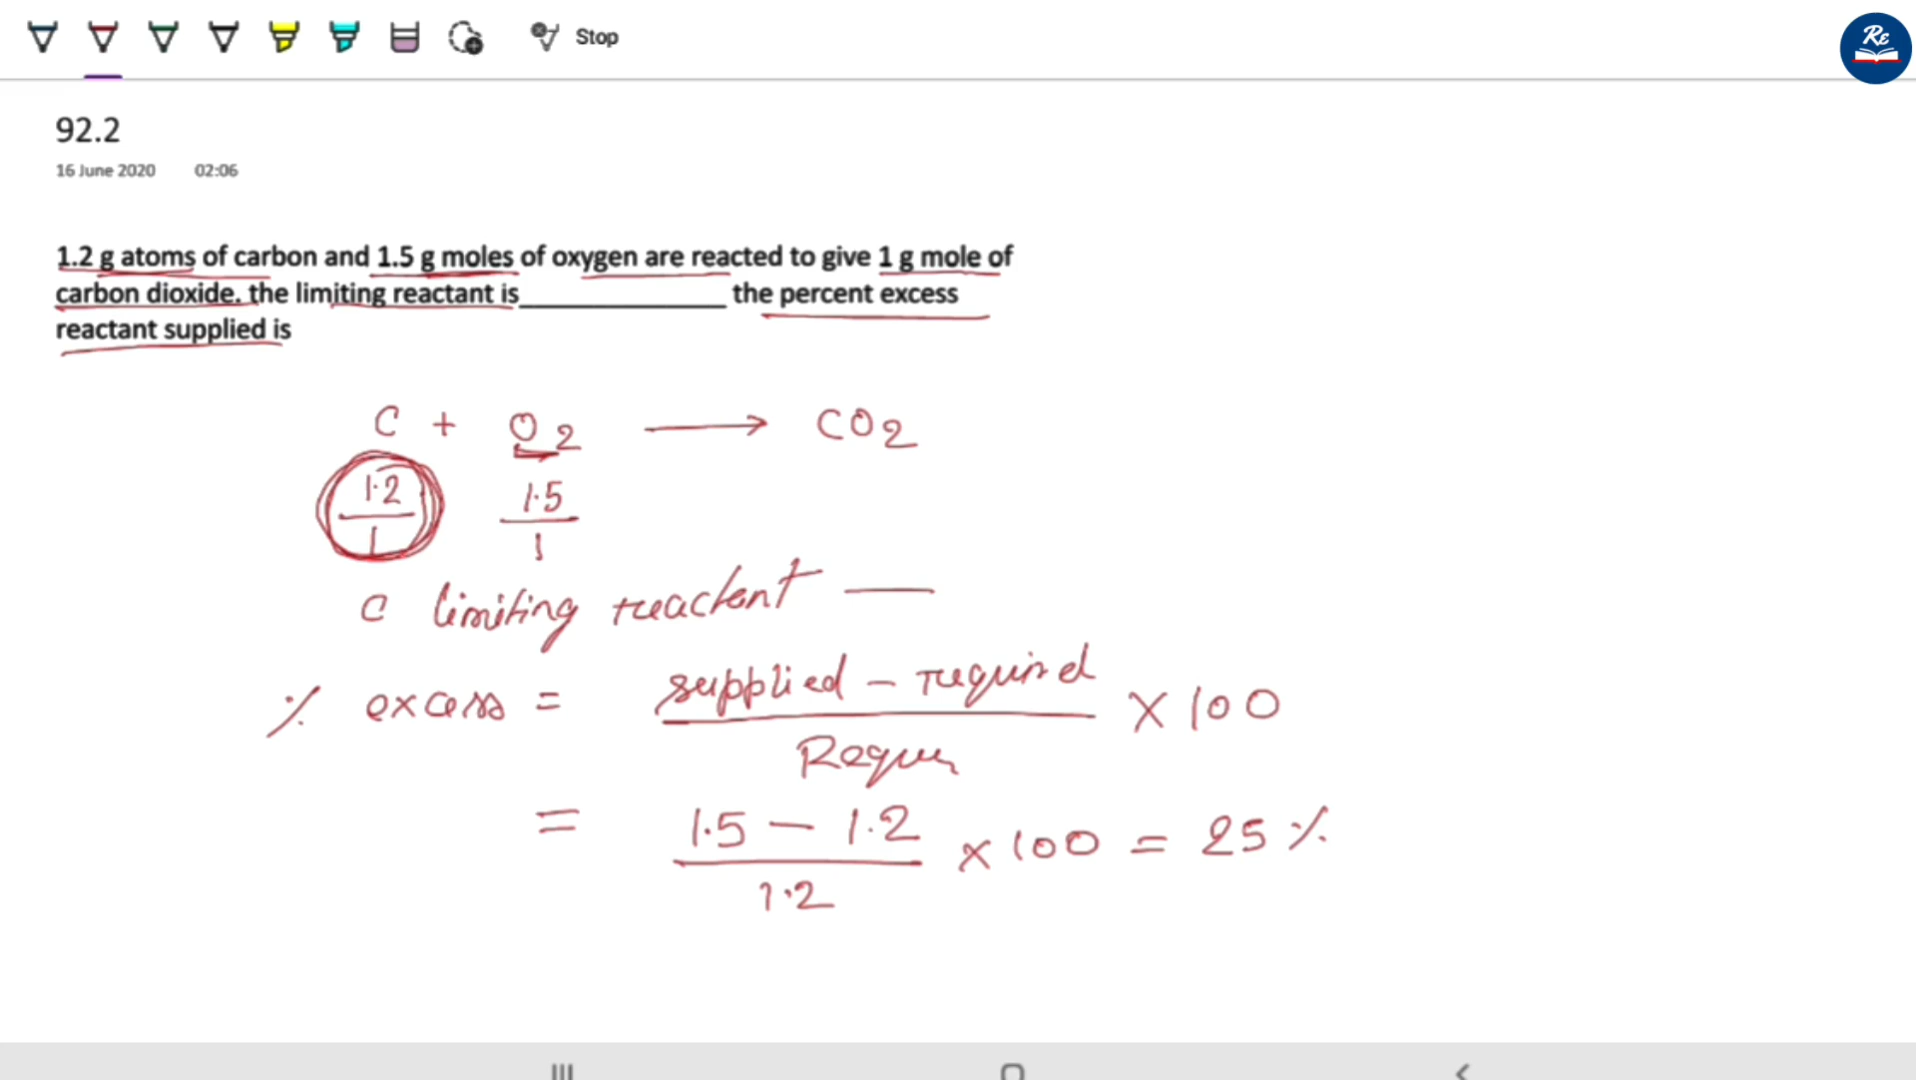 Stop
Re
92.2
16 June 2020 02:06
1.2 g atoms of carbon and 1.5 g moles of oxygen are reacted to give 1 g mole of
carbon dioxide. the limiting reactant is______________ the percent excess
reactant supplied is
C + O2 ⟶ CO2
1.2 1.5
1 1
C limiting reactant —
% excess = supplied - required × 100
Requ
= 1.5 - 1.2 × 100 = 25 %
1.2